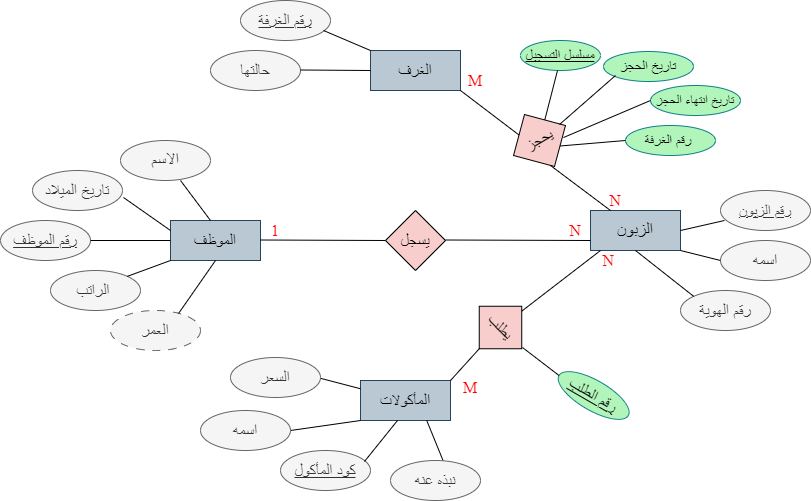 رقم الغرفة
حالتها
الغرف
M
مسلسل التسجيل
تاريخ الحجز
تاريخ انتهاء الحجز
رقم الغرفة
يحجز
N
الاسم
تاريخ الميلاد
رقم الموظف
الراتب
العمر
الموظف
1
يسجل
N
الزبون
رقم الزبون
اسمه
رقم الهوية
N
يطلب
رقم الطلب
M
المأكولات
السعر
اسمه
كود المأكول
نبذه عنه